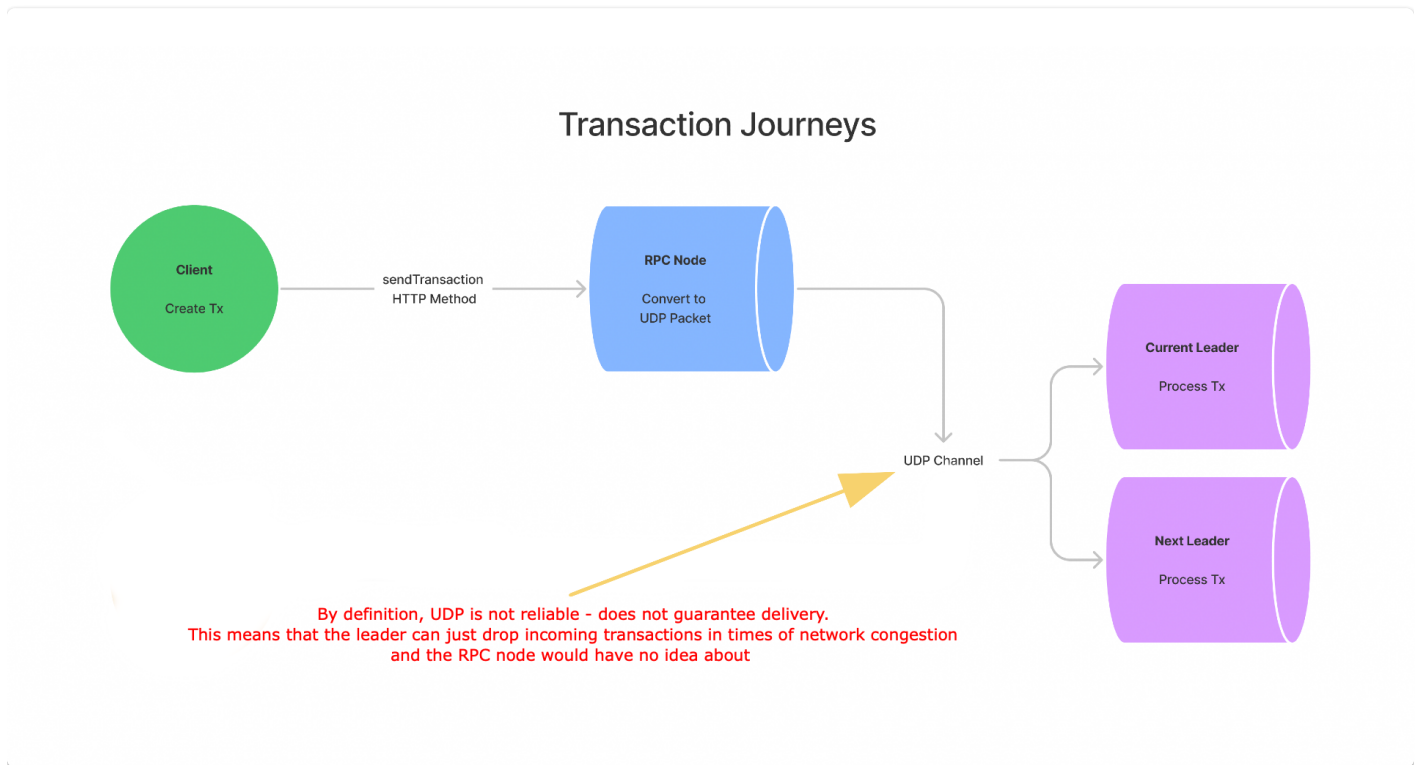 Transaction Journeys
Client
Create Tx
sendTransaction
HTTP Method
RPC Node
Convert to
UDP Packet
Current Leader
Process Tx
UDP Channel
Next Leader
Process Tx
By definition, UDP is not reliable - does not guarantee delivery.
This means that the leader can just drop incoming transactions in times of network congestion
and the RPC node would have no idea about